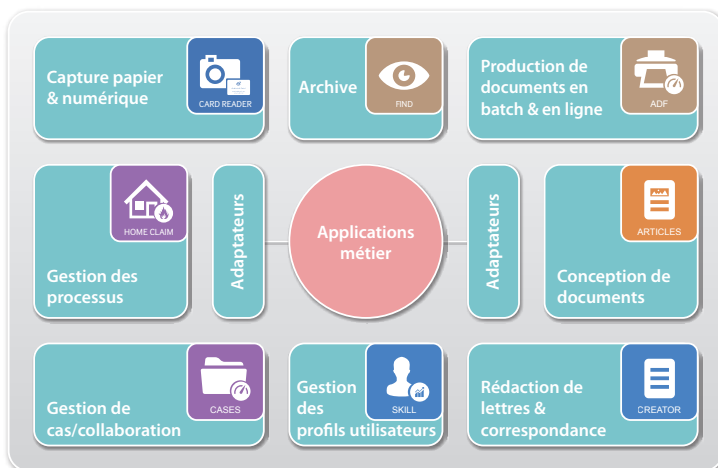 Capture papier
& numérique
CARD READER
Archive
FIND
Production de
documents en
batch & en ligne
ADF
HOME CLAIM
Gestion des
processus
Adaptateurs
Applications
métier
Adaptateurs
ARTICLES
Conception de
documents
CASES
Gestion de
cas/collaboration
Gestion
des
profils utilisateurs
SKILL
Rédaction de
lettres &
correspondance
CREATOR